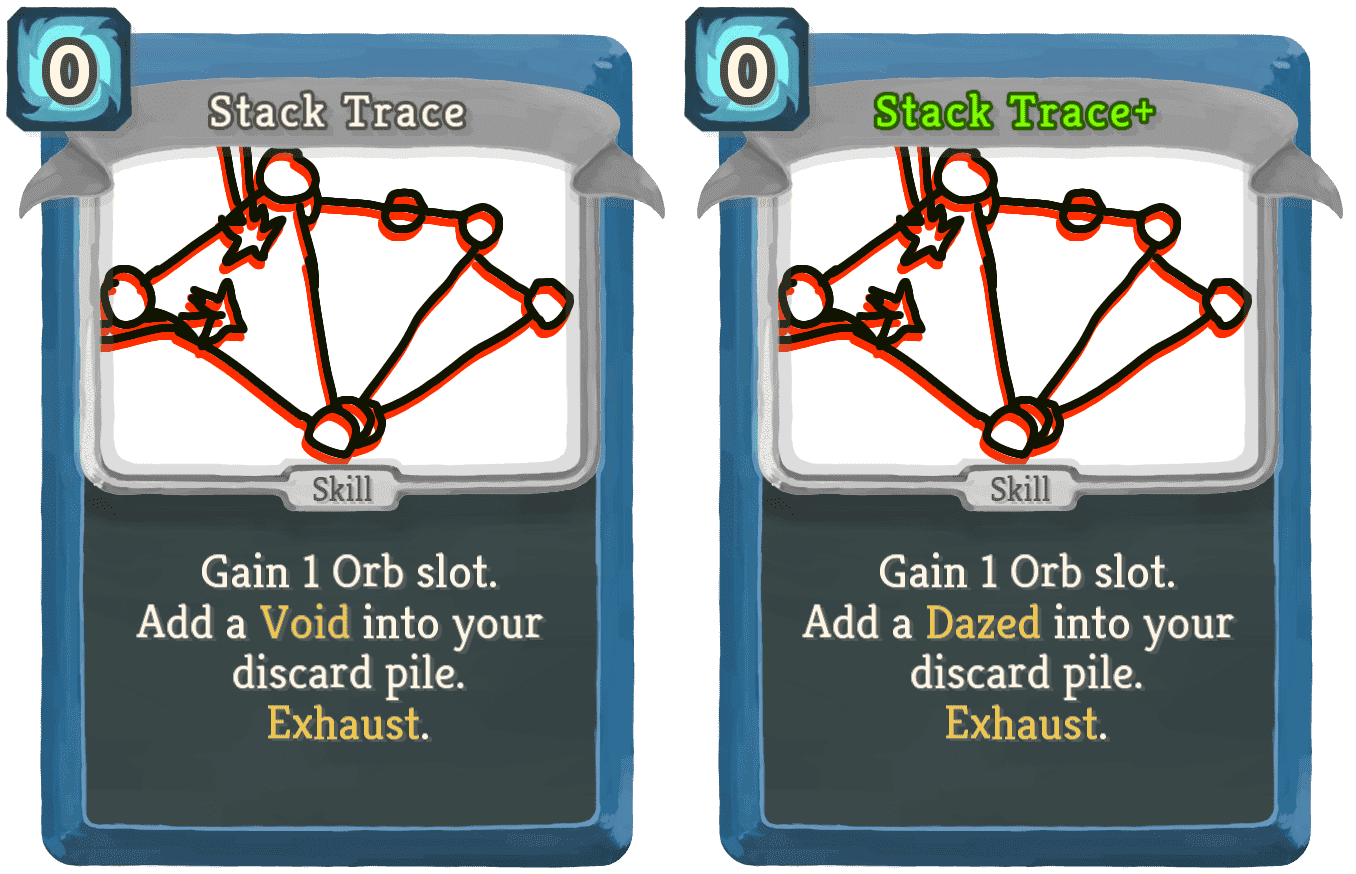 0
Stack Trace
Skill
Gain 1 Orb slot.
Add a Void into your
discard pile.
Exhaust.
0
Stack Trace+
Skill
Gain 1 Orb slot.
Add a Dazed into your
discard pile.
Exhaust.